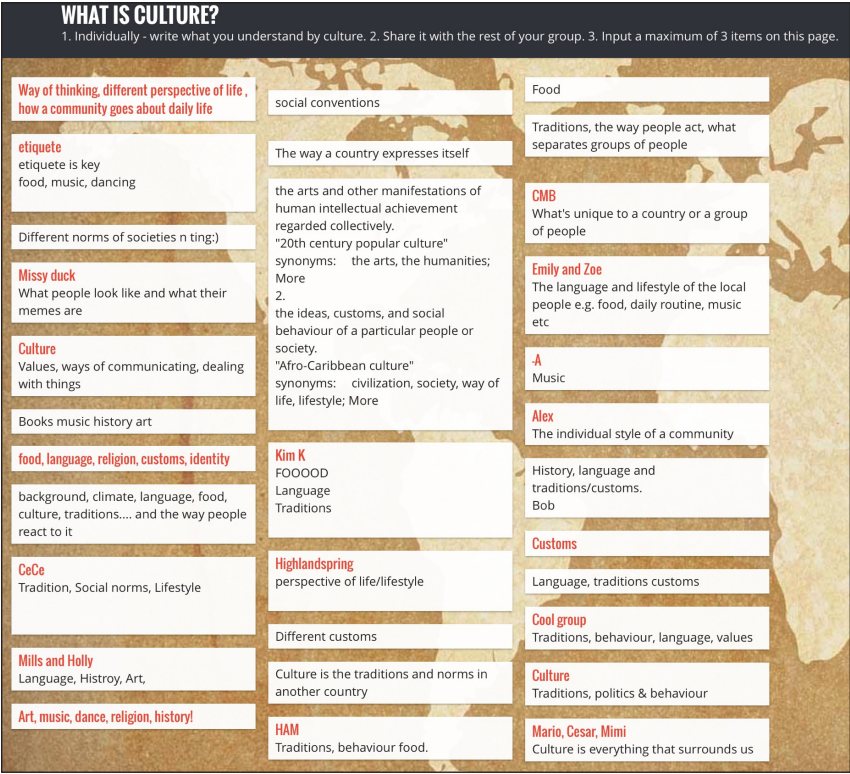 WHAT IS CULTURE?
1. Individually - write what you understand by culture. 2. Share it with the rest of your group. 3. Input a maximum of 3 items on this page.
Way of thinking, different perspective of life ,
how a community goes about daily life
etiquete
etiquete is key
food, music, dancing
Different norms of societies n ting:)
Missy duck
What people look like and what their
memes are
Culture
Values, ways of communicating, dealing
with things
Books music history art
food, language, religion, customs, identity
background, climate, language, food,
culture, traditions.... and the way people
react to it
CeCe
Tradition, Social norms, Lifestyle
Mills and Holly
Language, Histroy, Art,
Art, music, dance, religion, history!
social conventions
The way a country expresses itself
the arts and other manifestations of
human intellectual achievement
regarded collectively.
"20th century popular culture"
synonyms: the arts, the humanities;
More
2.
the ideas, customs, and social
behaviour of a particular people or
society.
"Afro-Caribbean culture"
synonyms: civilization, society, way of
life, lifestyle; More
Kim K
FOOOOD
Language
Traditions
Highlandspring
perspective of life/lifestyle
Different customs
Culture is the traditions and norms in
another country
HAM
Traditions, behaviour food.
Food
Traditions, the way people act, what
separates groups of people
CMB
What's unique to a country or a group
of people
Emily and Zoe
The language and lifestyle of the local
people e.g. food, daily routine, music
etc
-A
Music
Alex
The individual style of a community
History, language and
traditions/customs.
Bob
Customs
Language, traditions customs
Cool group
Traditions, behaviour, language, values
Culture
Traditions, politics & behaviour
Mario, Cesar, Mimi
Culture is everything that surrounds us